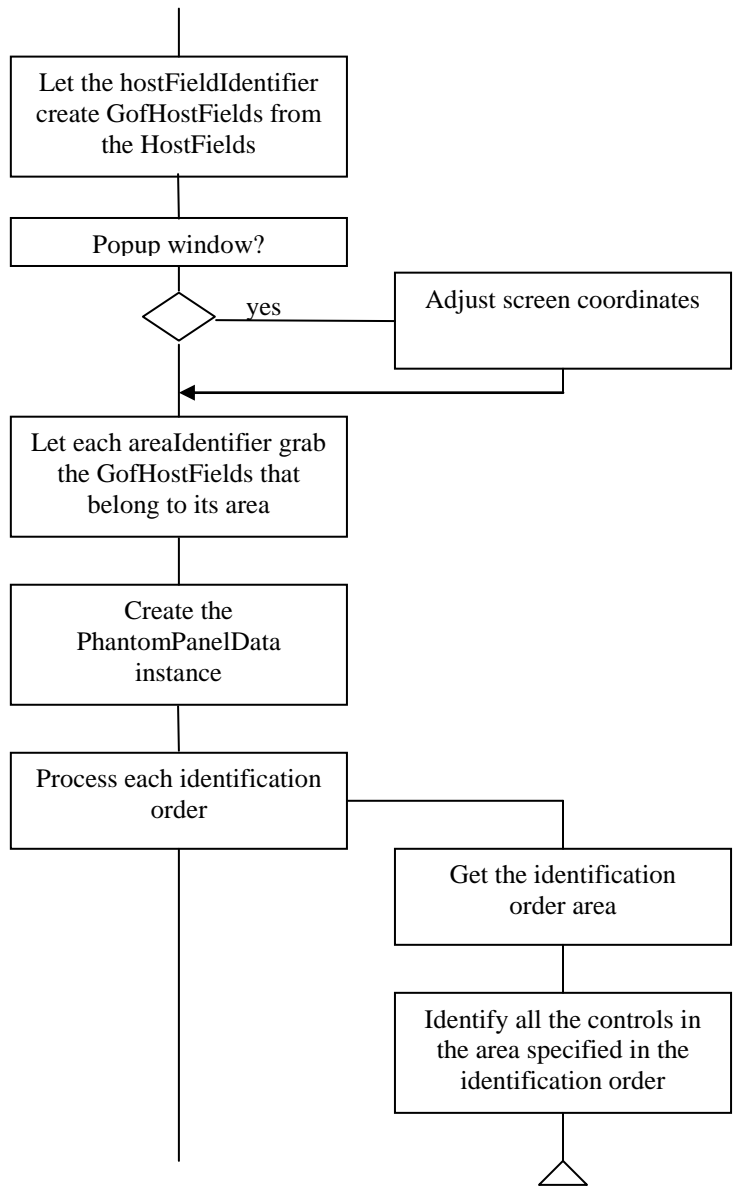 Let the hostFieldIdentifier
create GofHostFields from
the HostFields
Popup window?
yes
Adjust screen coordinates
Let each areaIdentifier grab
the GofHostFields that
belong to its area
Create the
PhantomPanelData
instance
Process each identification
order
Get the identification
order area
Identify all the controls in
the area specified in the
identification order